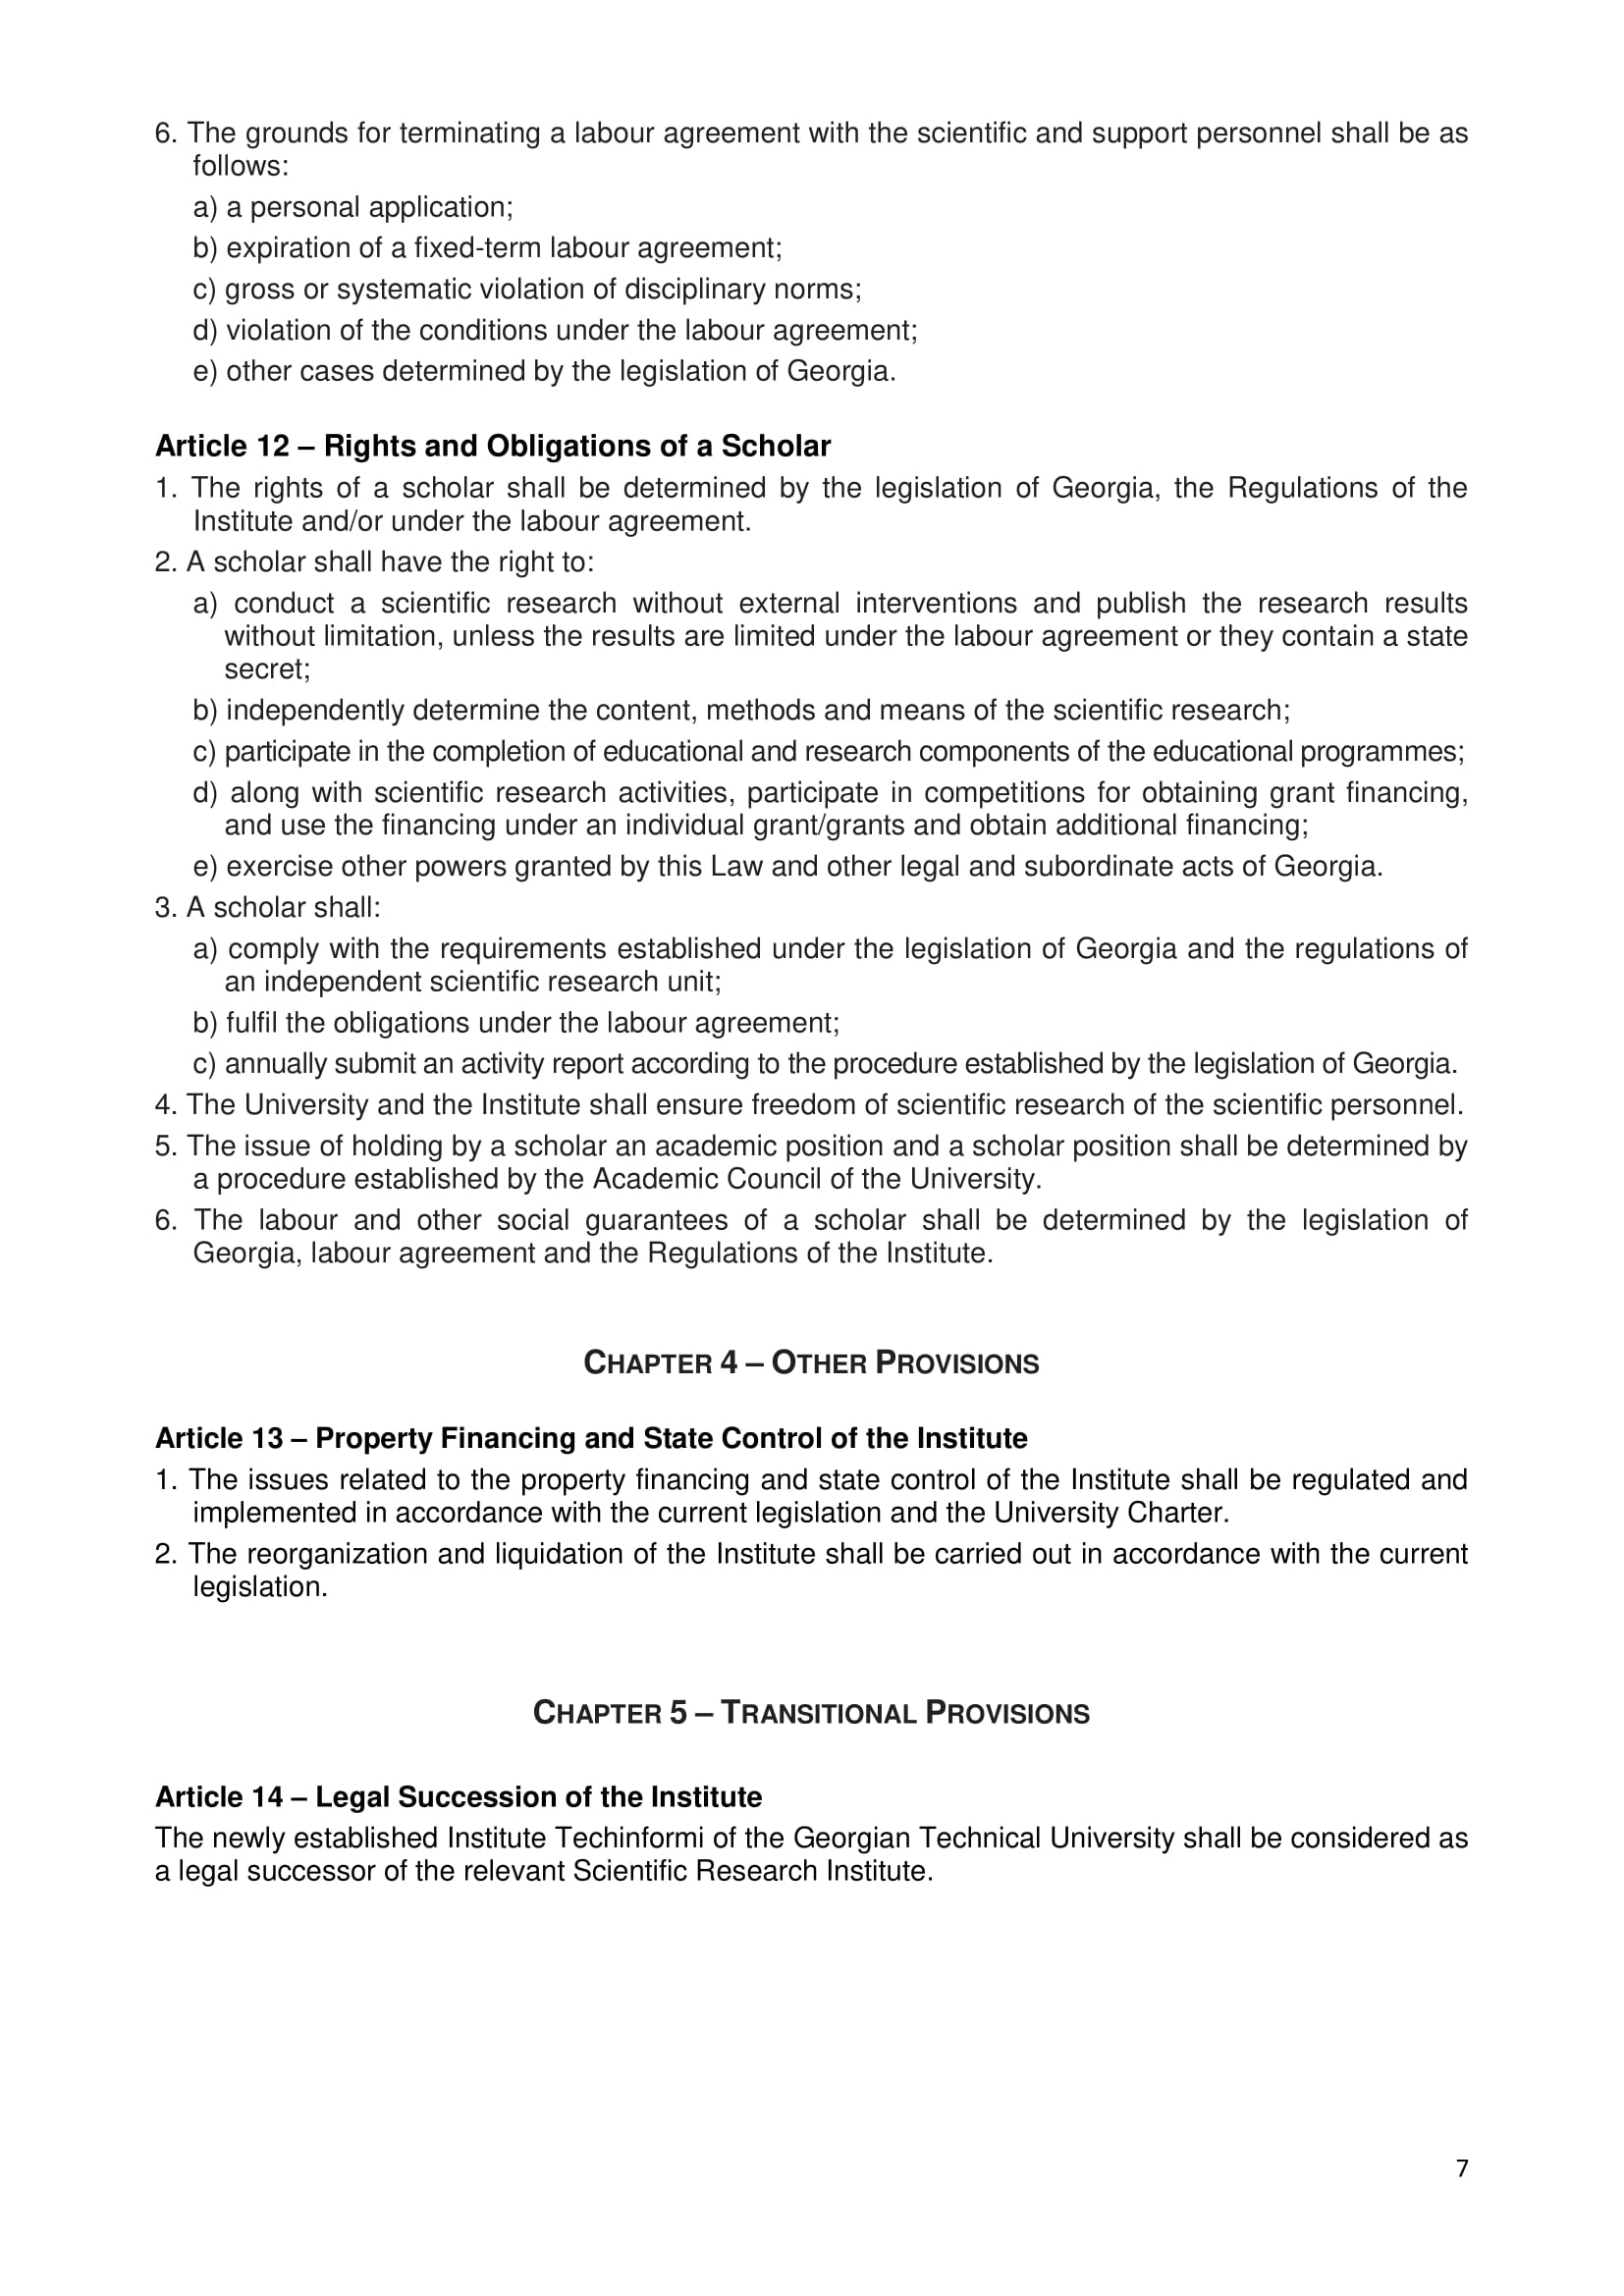 6. The grounds for terminating a labour agreement with the scientific and support personnel shall be as
follows:
a) a personal application;
b) expiration of a fixed-term labour agreement;
c) gross or systematic violation of disciplinary norms;
d) violation of the conditions under the labour agreement;
e) other cases determined by the legislation of Georgia.
Article 12 – Rights and Obligations of a Scholar
1. The rights of a scholar shall be determined by the legislation of Georgia, the Regulations of the
Institute and/or under the labour agreement.
2. A scholar shall have the right to:
a) conduct a scientific research without external interventions and publish the research results
without limitation, unless the results are limited under the labour agreement or they contain a state
secret;
b) independently determine the content, methods and means of the scientific research;
c) participate in the completion of educational and research components of the educational programmes;
d) along with scientific research activities, participate in competitions for obtaining grant financing,
and use the financing under an individual grant/grants and obtain additional financing;
e) exercise other powers granted by this Law and other legal and subordinate acts of Georgia.
3. A scholar shall:
a) comply with the requirements established under the legislation of Georgia and the regulations of
an independent scientific research unit;
b) fulfil the obligations under the labour agreement;
c) annually submit an activity report according to the procedure established by the legislation of Georgia.
4. The University and the Institute shall ensure freedom of scientific research of the scientific personnel.
5. The issue of holding by a scholar an academic position and a scholar position shall be determined by
a procedure established by the Academic Council of the University.
6. The labour and other social guarantees of a scholar shall be determined by the legislation of
Georgia, labour agreement and the Regulations of the Institute.
CHAPTER 4 – OTHER PROVISIONS
Article 13 – Property Financing and State Control of the Institute
1. The issues related to the property financing and state control of the Institute shall be regulated and
implemented in accordance with the current legislation and the University Charter.
2. The reorganization and liquidation of the Institute shall be carried out in accordance with the current
legislation.
CHAPTER 5 – TRANSITIONAL PROVISIONS
Article 14 – Legal Succession of the Institute
The newly established Institute Techinformi of the Georgian Technical University shall be considered as
a legal successor of the relevant Scientific Research Institute.
7